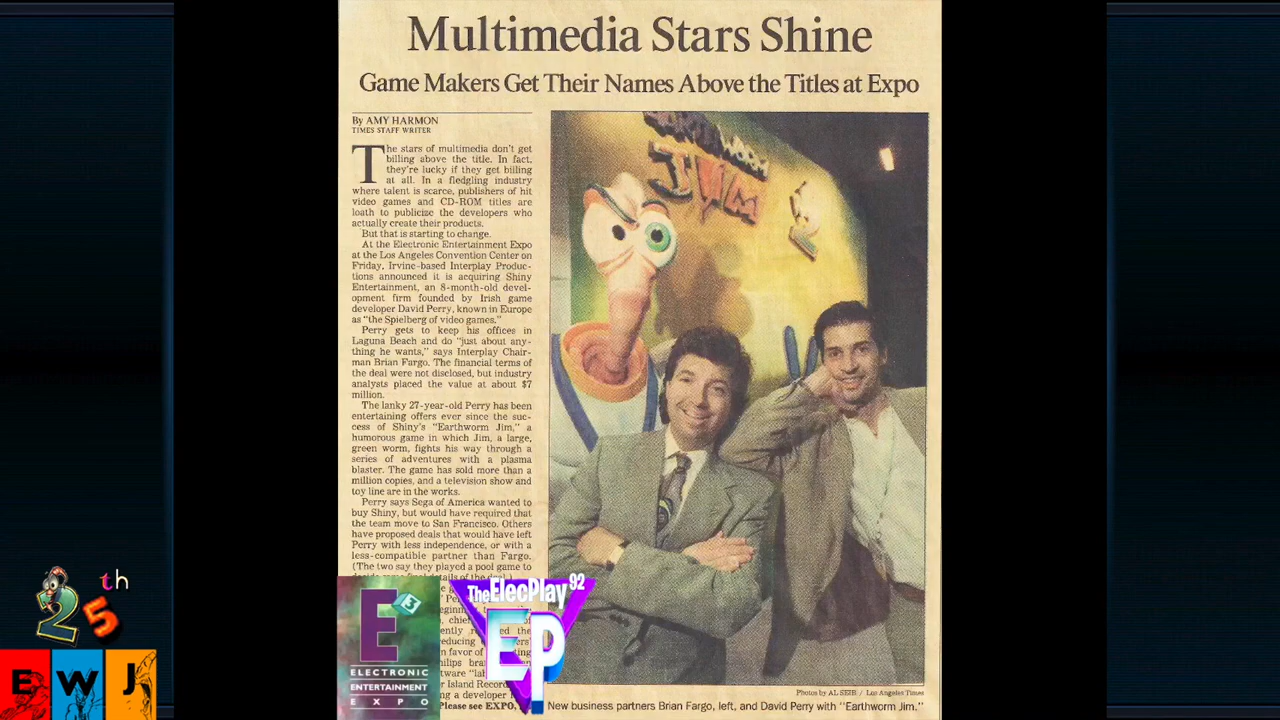 Multimedia Stars Shine
Game Makers Get Their Names Above the Titles at Expo
By AMY HARMON
TIMES STAFF WRITER
The stars of multimedia don't get
billing above the title. In fact,
they're lucky if they get billing
at all. In a fledgling industry
where talent is scarce, publishers of hit
video games and CD-ROM titles are
loath to publicize the developers who
actually create their products.
But that is starting to change.
At the Electronic Entertainment Expo
at the Los Angeles Convention Center on
Friday, Irvine-based Interplay Produc-
tions announced it is acquiring Shiny
Entertainment, an 8-month-old devel-
opment firm founded by Irish game
developer David Perry, known in Europe
as "the Spielberg of video games."
Perry gets to keep his offices in
Laguna Beach and do "just about any-
thing he wants," says Interplay Chair-
man Brian Fargo. The financial terms of
the deal were not disclosed, but industry
analysts placed the value at about $7
million.
The lanky 27-year-old Perry has been
entertaining offers ever since the suc-
cess of Shiny's "Earthworm Jim," a
humorous game in which Jim, a large,
green worm, fights his way through a
series of adventures with a plasma
blaster. The game has sold more than a
million copies, and a television show and
toy line are in the works.
Perry says Sega of America wanted to
buy Shiny, but would have required that
the team move to San Francisco. Others
have proposed deals that would have left
Perry with less independence, or with a
less-compatible partner than Fargo.
(The two say they played a pool game to
details of the
the
favor of
Island Record
a developer
Please see EXPO,
JIM
2
Photos by AL SEIB / Los Angeles Times
New business partners Brian Fargo, left, and David Perry with "Earthworm Jim."
25th
EWJ
E3
ELECTRONIC
ENTERTAINMENT
EXPO
TheElecPlay 92
EP